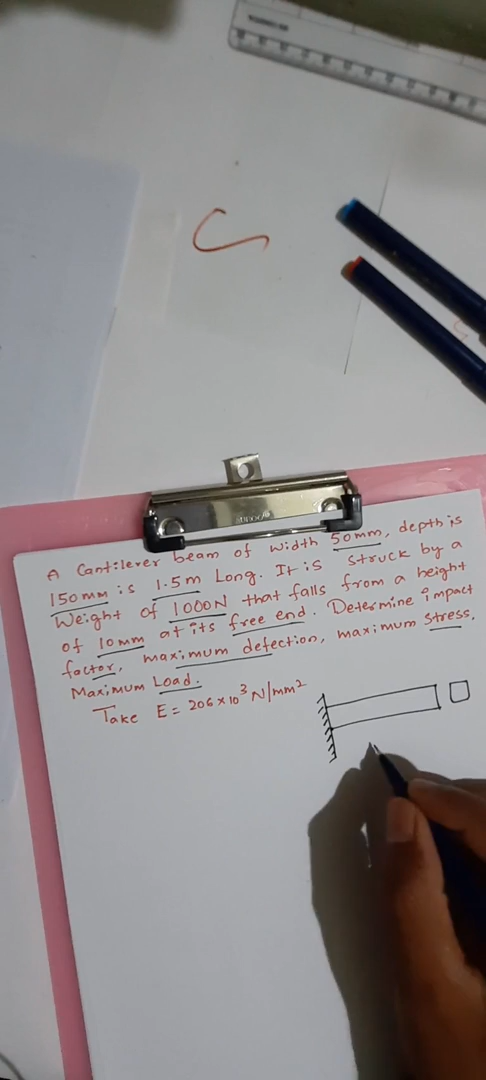 A Cantilever beam of width 50mm, depth is
150mm is 1.5m Long. It is struck by a
Weight of 1000N that falls from a height
of 10mm at its free end. Determine impact
factor, maximum defection, maximum stress,
Maximum Load.
Take E = 206 × 10³ N/mm²